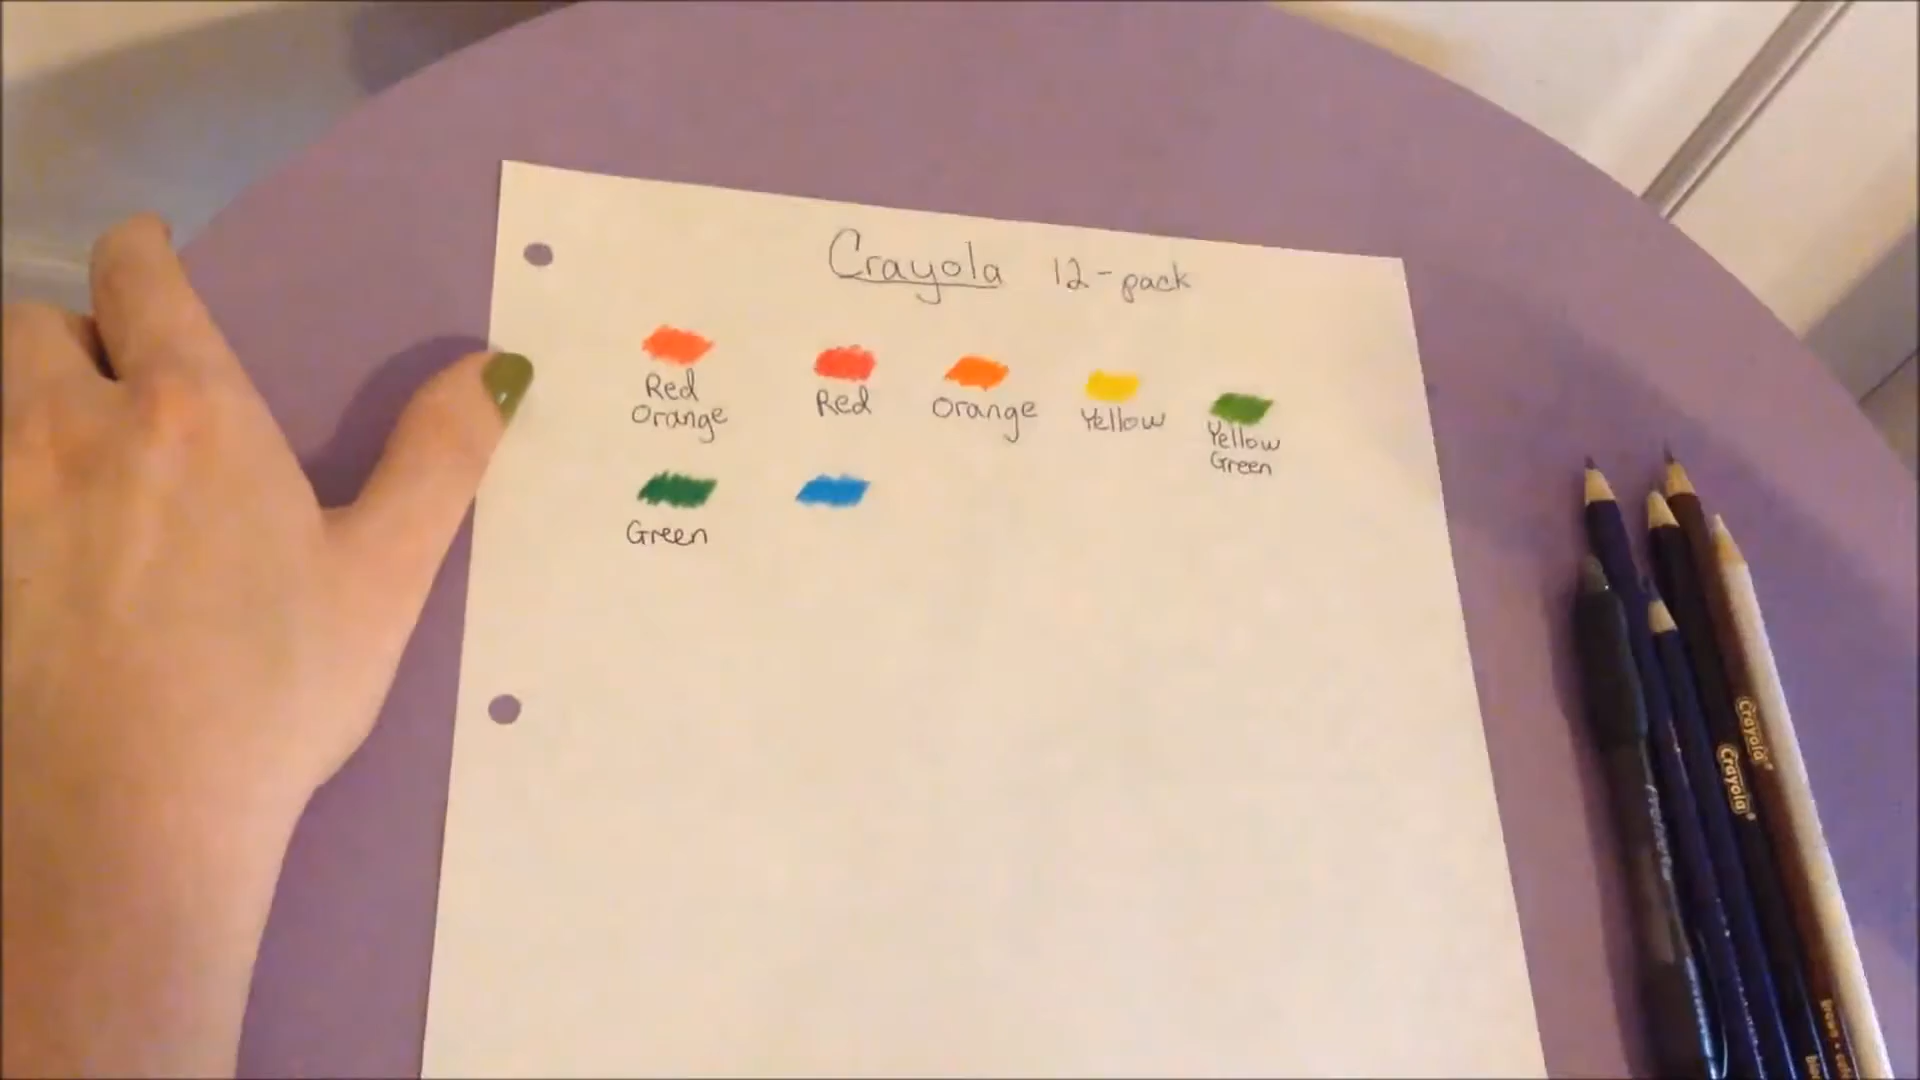 Crayola 12-pack
Red Orange
Red
Orange
Yellow
Yellow Green
Green
Crayola
Crayola